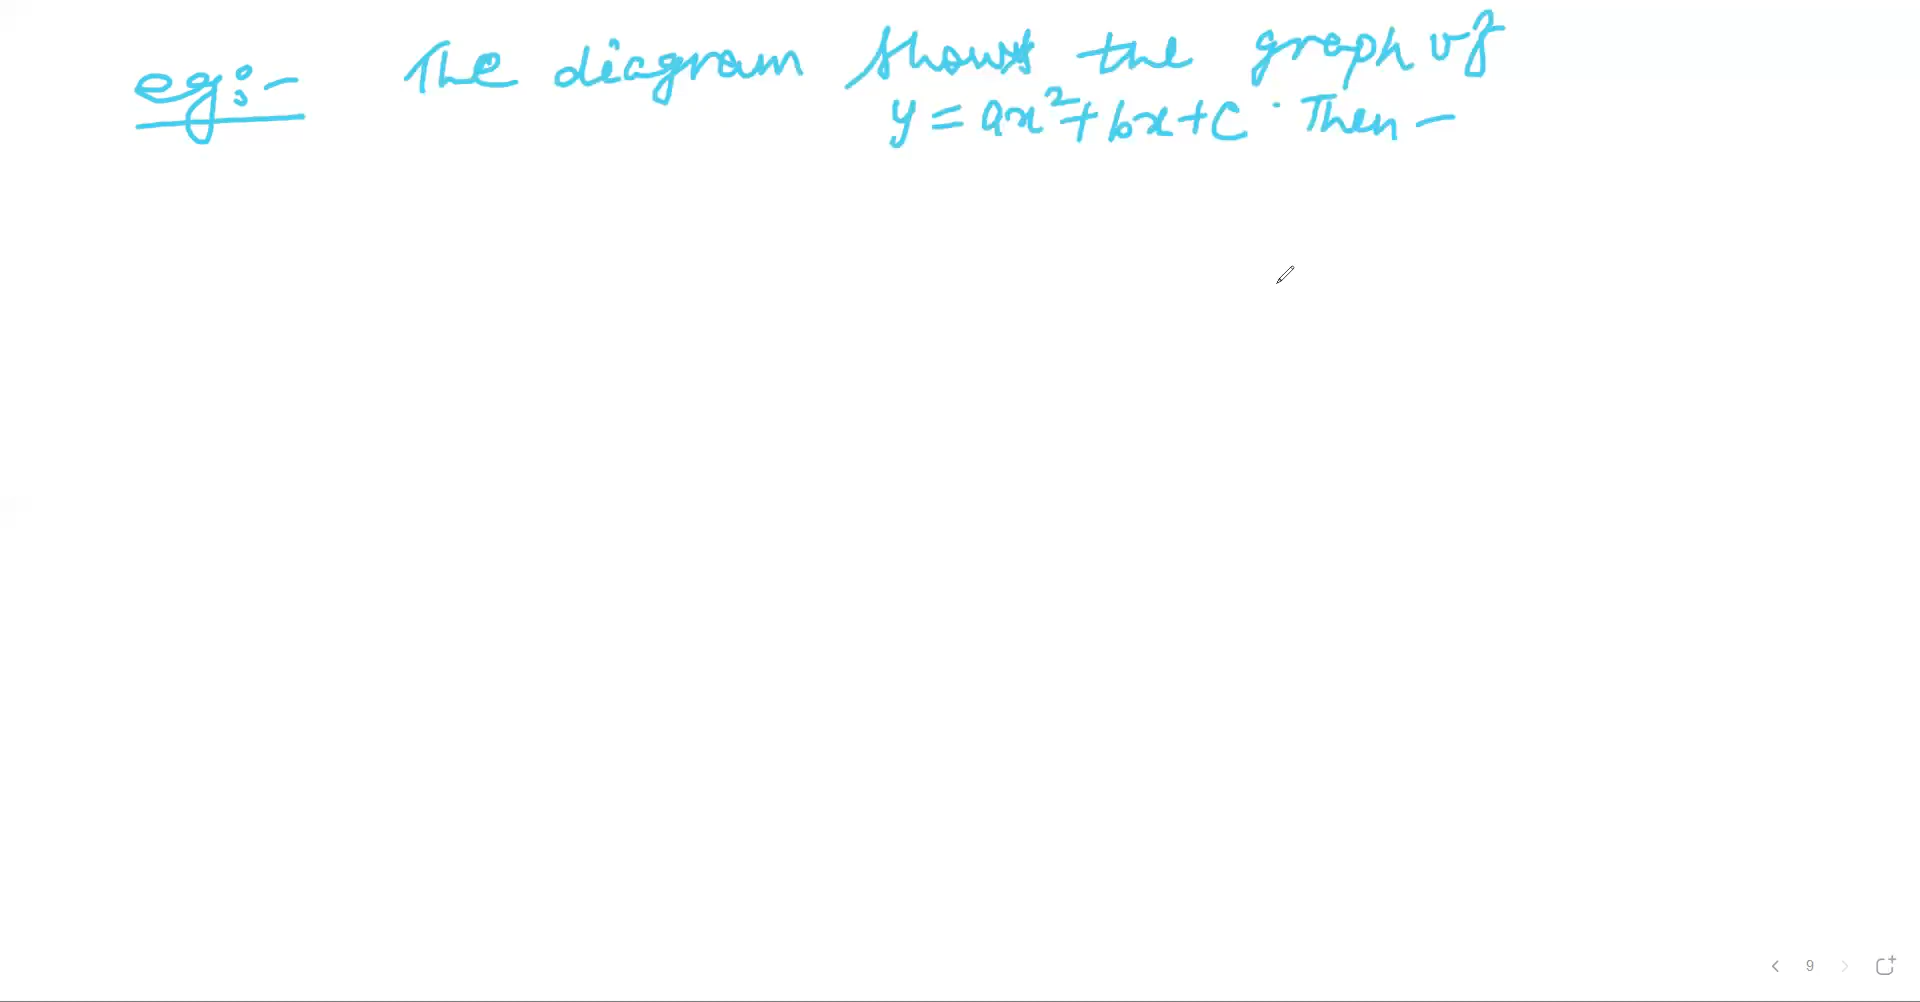 eg:- The diagram shows the graph of
y = ax²+bx+c . Then –
9